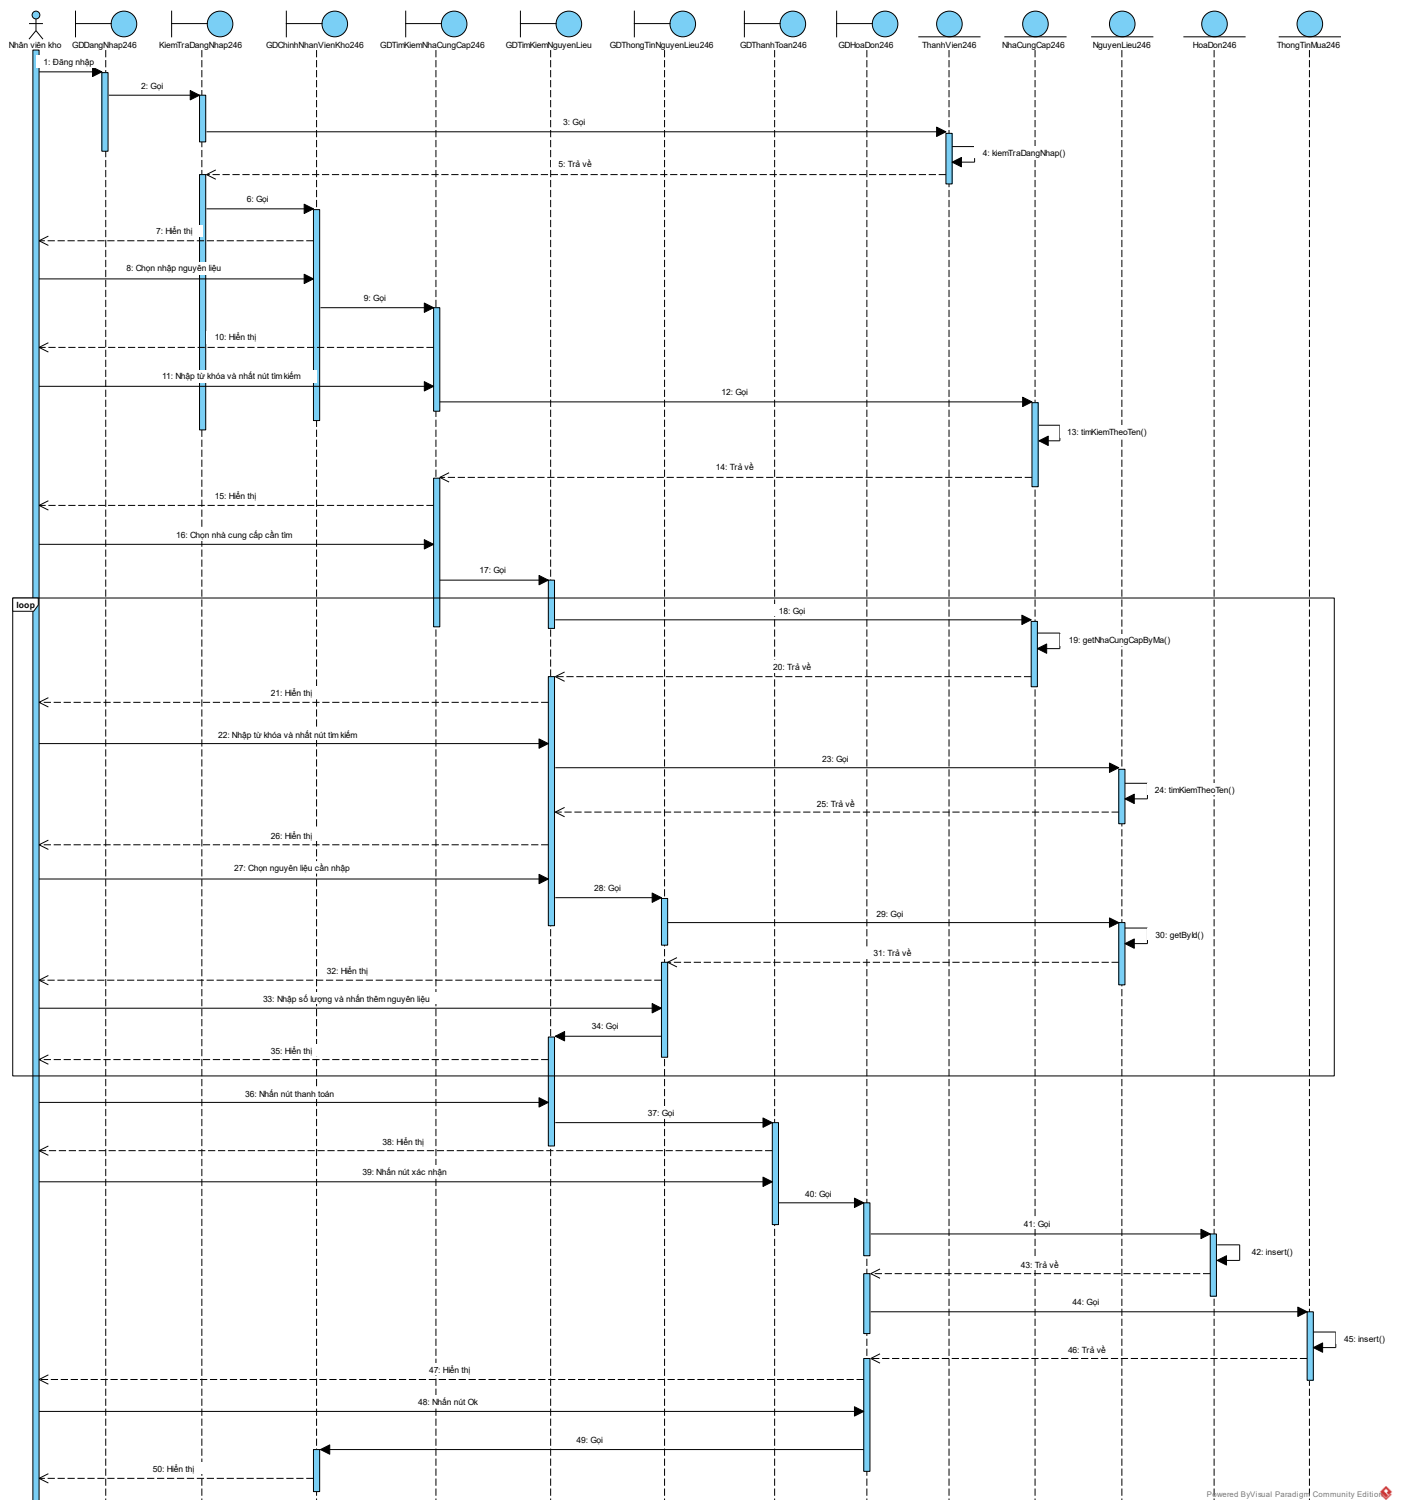 Nhân viên kho
GDDangNhap246
KiemTraDangNhap246
GDChinhNhanVienKho246
GDTimKiemNhaCungCap246
GDTimKiemNguyenLieu
GDThongTinNguyenLieu246
GDThanhToan246
GDHoaDon246
ThanhVien246
NhaCungCap246
NguyenLieu246
HoaDon246
ThongTinMua246
1: Đăng nhập
2: Gọi
3: Gọi
4: kiemTraDangNhap()
5: Trả về
6: Gọi
7: Hiển thị
8: Chọn nhập nguyên liệu
9: Gọi
10: Hiển thị
11: Nhập từ khóa và nhất nút tìm kiếm
12: Gọi
13: timKiemTheoTen()
14: Trả về
15: Hiển thị
16: Chọn nhà cung cấp cần tìm
17: Gọi
loop
18: Gọi
19: getNhaCungCapByMa()
20: Trả về
21: Hiển thị
22: Nhập từ khóa và nhất nút tìm kiếm
23: Gọi
24: timKiemTheoTen()
25: Trả về
26: Hiển thị
27: Chọn nguyên liệu cần nhập
28: Gọi
29: Gọi
30: getById()
31: Trả về
32: Hiển thị
33: Nhập số lượng và nhấn thêm nguyên liệu
34: Gọi
35: Hiển thị
36: Nhấn nút thanh toán
37: Gọi
38: Hiển thị
39: Nhấn nút xác nhận
40: Gọi
41: Gọi
42: insert()
43: Trả về
44: Gọi
45: insert()
46: Trả về
47: Hiển thị
48: Nhấn nút Ok
49: Gọi
50: Hiển thị
Powered By Visual Paradigm Community Edition